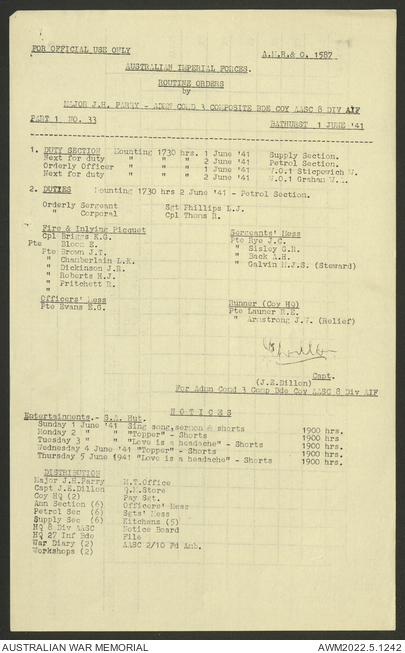 FOR OFFICIAL USE ONLY
A.M.R.& O. 1587
AUSTRALIAN IMPERIAL FORCES.
ROUTINE ORDERS
by
MAJOR J.H. PARRY - ADMN COMD 3 COMPOSITE BDE COY AASC 8 DIV AIF
PART 1 NO. 33
BATHURST 1 JUNE '41
1. DUTY SECTION Mounting 1730 hrs. 1 June '41 Supply Section.
Next for duty " " " 2 June '41 Petrol Section.
Orderly Officer " " " 1 June '41 W.O.1 Stipewich W.
Next for duty " " " 2 June '41 W.O.1 Graham
2. DUTIES Mounting 1730 hrs 2 June '41 - Petrol Section.
Orderly Sergeant Sgt Phillips L.J.
" Corporal Cpl Thoms R.
Fire & Inlying Picquet
Cpl Briggs K.G.
Pte Bloom E.
Pte Brown J.T.
" Chamberlain L.K.
" Dickinson J.R.
" Roberts H.J.
" Pritchett R.
"
Sergeants' Mess
Pte Rye J.C.
" Sisley G.R.
" Back A.H.
" Galvin M.J.S. (Steward)
Officers' Mess
Pte Evans E.G.
Runner (Coy HQ)
Pte Launer R.E.
" Armstrong J.W. (Relief)
Capt.
(J.E.Dillon)
For Admn Comd 3 Comp Bde Coy AASC 8 Div AIF
N O T I C E S
Entertainments.- S.A. Hut.
Sunday 1 June '41 Sing song,sermon & shorts 1900 hrs.
Monday 2 " " "Topper" - Shorts 1900 hrs.
Tuesday 3 " " "Love is a headache" - Shorts 1900 hrs.
Wednesday 4 June '41 "Topper" - Shorts 1900 hrs.
Thursday 5 June 1941 "Love is a headache" - Shorts 1900 hrs.
DISTRIBUTION
Major J.H.Parry M.T.Office
Capt J.E.Dillon Q.M.Store
Coy HQ (2) Pay Sgt.
Amn Section (6) Officers' Mess
Petrol Sec (6) Sgts' Mess
Supply Sec (6) Kitchens (5)
HQ 8 Div AASC Notice Board
HQ 27 Inf Bde File
War Diary (2) AASC 2/10 Fd Amb.
Workshops (2)
AUSTRALIAN WAR MEMORIAL
AWM2022.5.1242